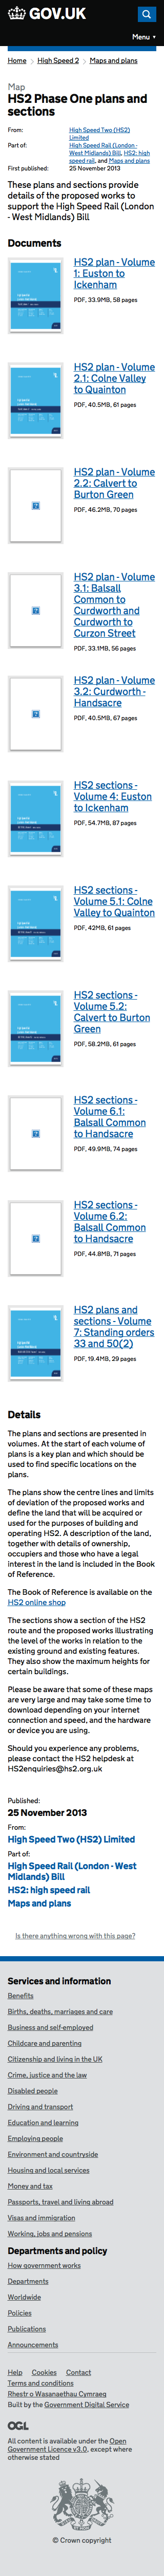 GOV.UK
Menu
Home
High Speed 2
Maps and plans
Map
HS2 Phase One plans and
sections
From:
High Speed Two (HS2)
Limited
Part of:
High Speed Rail (London -
West Midlands) Bill, HS2: high
speed rail, and Maps and plans
First published:
25 November 2013
These plans and sections provide
details of the proposed works to
support the High Speed Rail (London
- West Midlands) Bill
Documents
HS2 plan - Volume
1: Euston to
Ickenham
PDF, 33.9MB, 58 pages
HS2 plan - Volume
2.1: Colne Valley
to Quainton
PDF, 40.5MB, 61 pages
HS2 plan - Volume
2.2: Calvert to
Burton Green
PDF, 46.2MB, 70 pages
HS2 plan - Volume
3.1: Balsall
Common to
Curdworth and
Curdworth to
Curzon Street
PDF, 33.1MB, 56 pages
HS2 plan - Volume
3.2: Curdworth -
Handsacre
PDF, 40.5MB, 67 pages
HS2 sections -
Volume 4: Euston
to Ickenham
PDF, 54.7MB, 87 pages
HS2 sections -
Volume 5.1: Colne
Valley to Quainton
PDF, 42MB, 61 pages
HS2 sections -
Volume 5.2:
Calvert to Burton
Green
PDF, 58.2MB, 61 pages
HS2 sections -
Volume 6.1:
Balsall Common
to Handsacre
PDF, 49.9MB, 74 pages
HS2 sections -
Volume 6.2:
Balsall Common
to Handsacre
PDF, 44.8MB, 71 pages
HS2 plans and
sections - Volume
7: Standing orders
33 and 50(2)
PDF, 19.4MB, 29 pages
Details
The plans and sections are presented in
volumes. At the start of each volume
there is a key plan and which should be
used to find specific locations on the
plans.
The plans show the centre lines and limits
of deviation of the proposed works and
define the land that will be acquired or
used for the purposes of building or
operating HS2. A description of the land,
together with details of ownership,
occupiers and descriptions of who have
a legal interest in the land is in the Book
of Reference.
The Book of Reference is available on the
HS2 online shop
The sections show a section of the HS2
route and a the key highway works that
are proposed within the Bill. They
illustrate the level of the works in
relation to the existing ground and
existing ground and structures. They
also illustrate the maximum heights for
certain buildings.
Please be aware that some of these maps
are very large and may take some time to
download depending on your internet
connection speed, and the hardware or
device you are using.
Should you experience any problems,
please contact the HS2 helpdesk at
HS2enquiries@hs2.org.uk
Published:
25 November 2013
From:
High Speed Two (HS2) Limited
Part of:
High Speed Rail (London - West
Midlands) Bill
HS2: high speed rail
Maps and plans
Is there anything wrong with this page?
Services and information
Benefits
Births, deaths, marriages and care
Business and self-employed
Childcare and parenting
Citizenship and living in the UK
Crime, justice and the law
Disabled people
Driving and transport
Education and learning
Employing people
Environment and countryside
Housing and local services
Money and tax
Passports, travel and living abroad
Visas and immigration
Working, jobs and pensions
Departments and policy
How government works
Departments
Worldwide
Policies
Publications
Announcements
Help Cookies Contact
Terms and conditions
Rhestr o Wasanaethau Cymraeg
Built by the Government Digital Service
OGL
All content is available under the Open
Government Licence v3.0, except where
otherwise stated
© Crown copyright